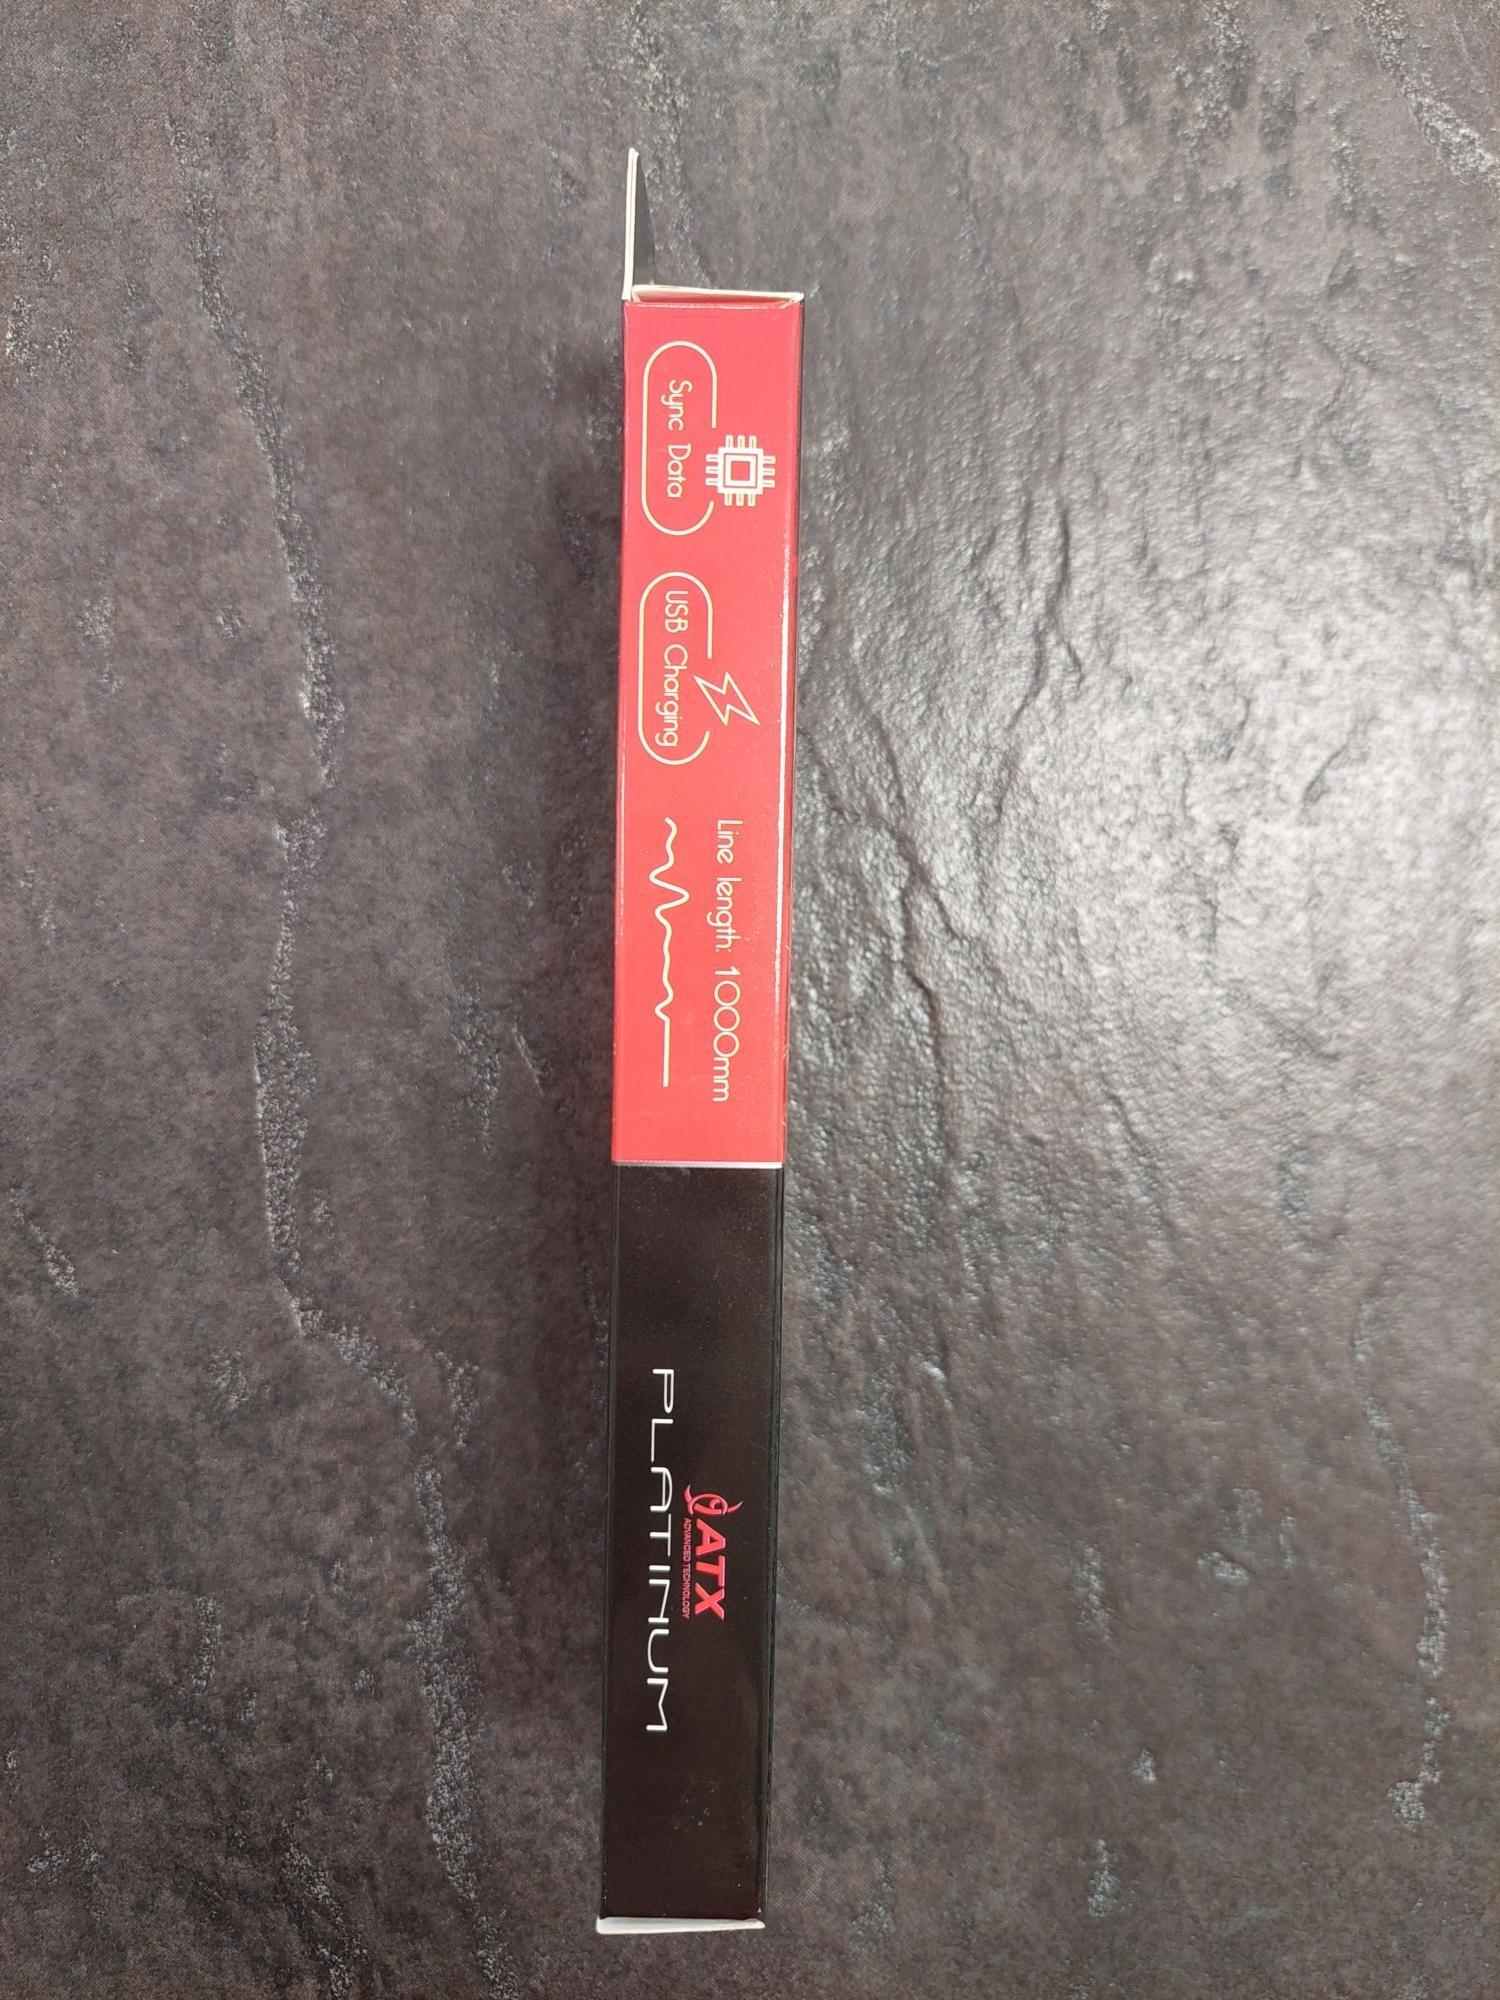 Sync Data
USB Charging
Line length: 1000mm
ATX
ADVANCED TECHNOLOGY
PLATINUM